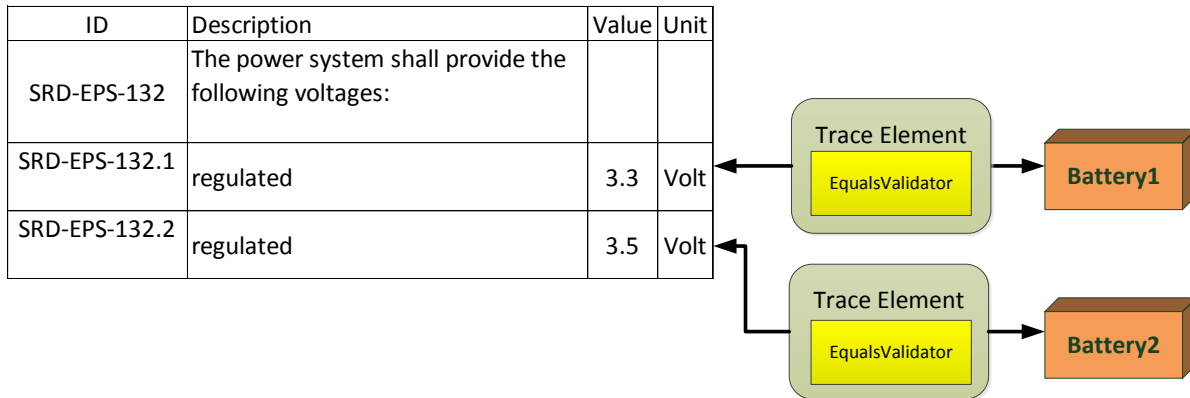 ID Description Value Unit
SRD-EPS-132 The power system shall provide the
following voltages:
SRD-EPS-132.1 regulated 3.3 Volt
SRD-EPS-132.2 regulated 3.5 Volt
Trace Element
EqualsValidator
Battery1
Trace Element
EqualsValidator
Battery2